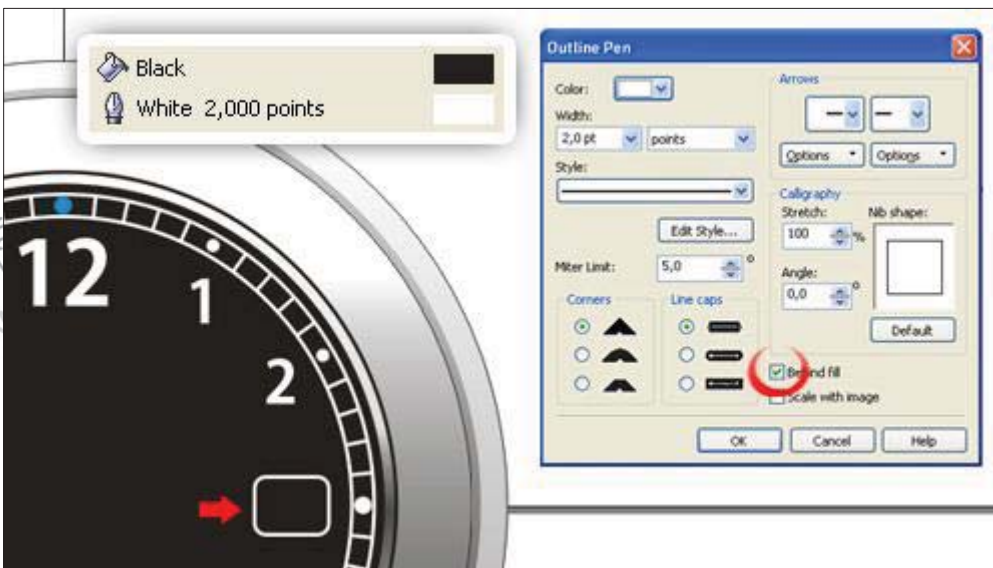 Black
White 2,000 points
12
1
2
Outline Pen
Color:
Width:
2,0 pt
points
Style:
Edit Style...
Miter Limit:
5,0
°
Corners
Line caps
Arrows
Options
Options
Calligraphy
Stretch:
Nib shape:
100
%
Angle:
0,0
°
Default
Behind fill
Scale with image
OK
Cancel
Help